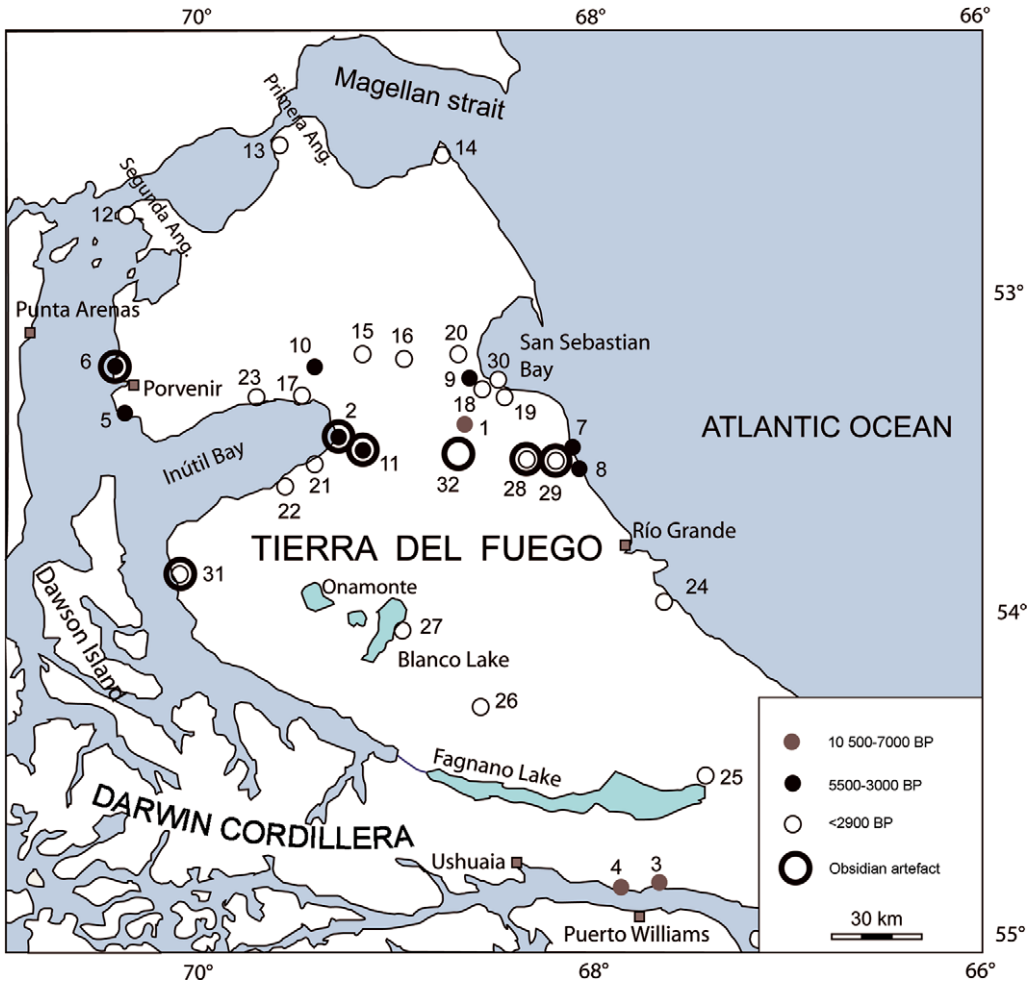 70°
68°
66°
Magellan strait
Primera Ang.
13
14
Segunda Ang.
12
53°
Punta Arenas
15
16
20
San Sebastian
Bay
10
6
9
30
Porvenir
23
17
18
19
5
2
1
7
ATLANTIC OCEAN
Inútil Bay
11
32
28
29
8
21
22
Río Grande
TIERRA DEL FUEGO
31
Onamonte
24
54°
Dawson Island
27
Blanco Lake
26
10 500-7000 BP
Fagnano Lake
25
5500-3000 BP
<2900 BP
DARWIN CORDILLERA
Ushuaia
4
3
Obsidian artefact
30 km
Puerto Williams
55°
70°
68°
66°